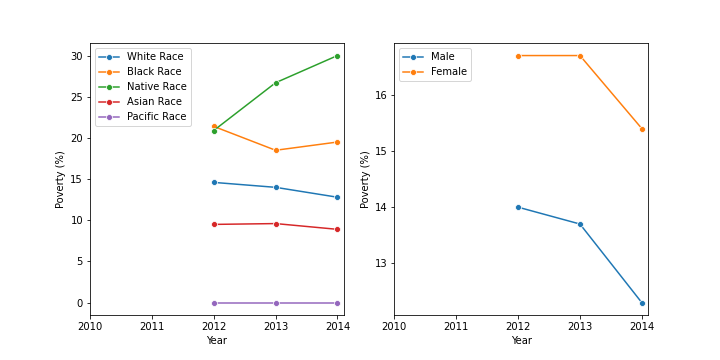 White Race
Black Race
Native Race
Asian Race
Pacific Race
30
25
20
15
10
5
0
Poverty (%)
2010 2011 2012 2013 2014
Year
Male
Female
16
15
14
13
Poverty (%)
2010 2011 2012 2013 2014
Year